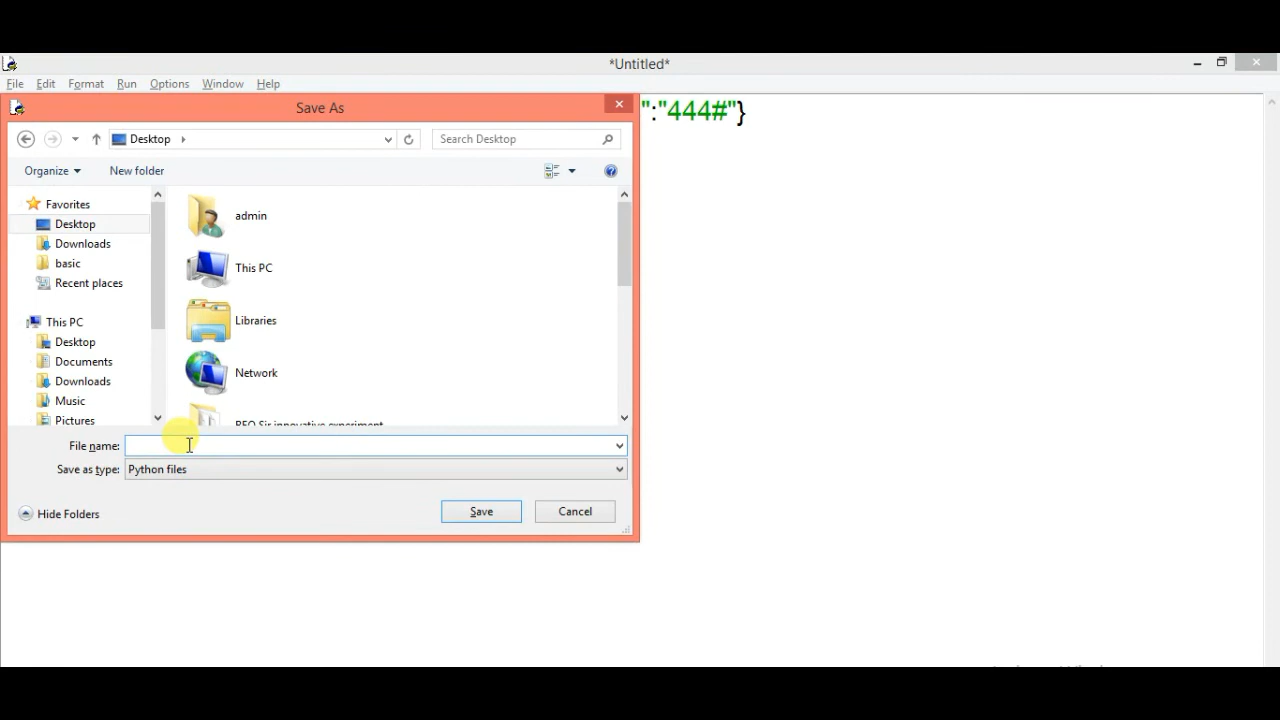 *Untitled*
File Edit Format Run Options Window Help
Save As
":"444#"}
Desktop
Search Desktop
Organize New folder
Favorites
Desktop
Downloads
basic
Recent places
This PC
Desktop
Documents
Downloads
Music
Pictures
admin
This PC
Libraries
Network
File name:
Save as type: Python files
Hide Folders
Save Cancel